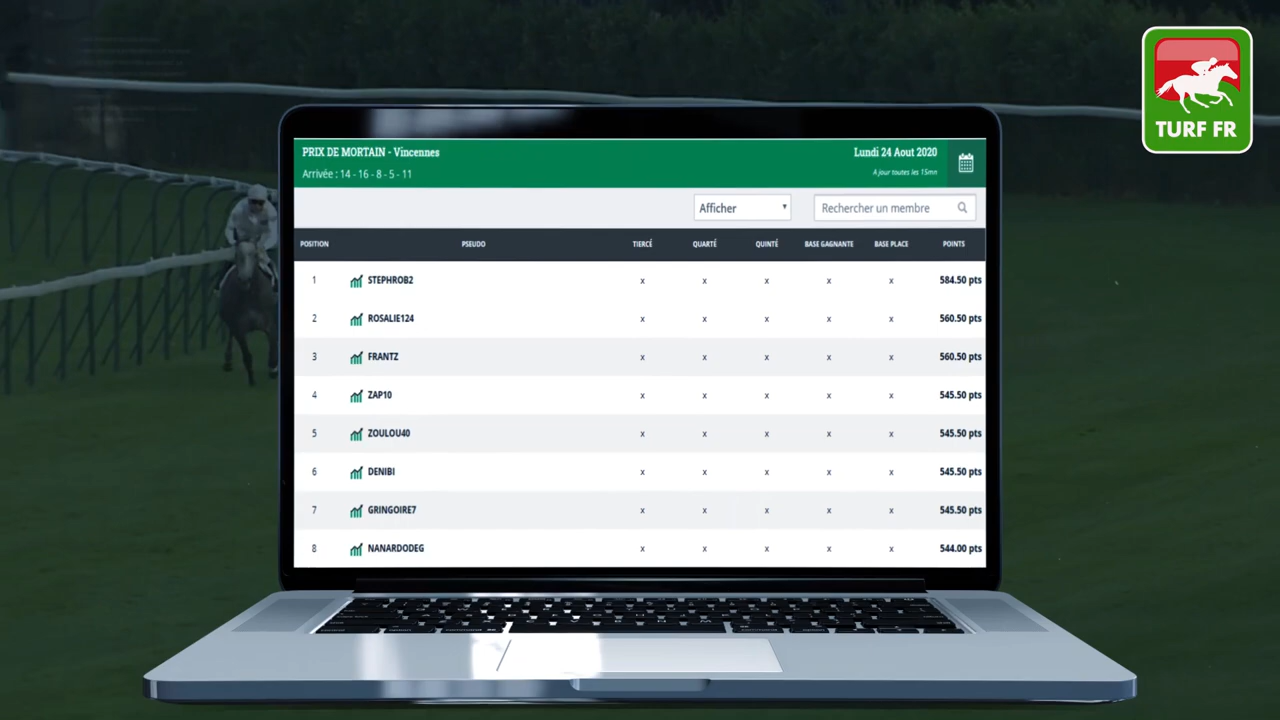 TURF FR
PRIX DE MORTAIN - Vincennes
Lundi 24 Aout 2020
Arrivée : 14 - 16 - 8 - 5 - 11
A jour toutes les 15mn
Afficher
Rechercher un membre
POSITION PSEUDO TIERCÉ QUARTÉ QUINTÉ BASE GAGNANTE BASE PLACE POINTS
1 STEPHROB2 x x x x x 584.50 pts
2 ROSALIE124 x x x x x 560.50 pts
3 FRANTZ x x x x x 560.50 pts
4 ZAP10 x x x x x 545.50 pts
5 ZOULOU40 x x x x x 545.50 pts
6 DENIBI x x x x x 545.50 pts
7 GRINGOIRE7 x x x x x 545.50 pts
8 NANARDODEG x x x x x 544.00 pts